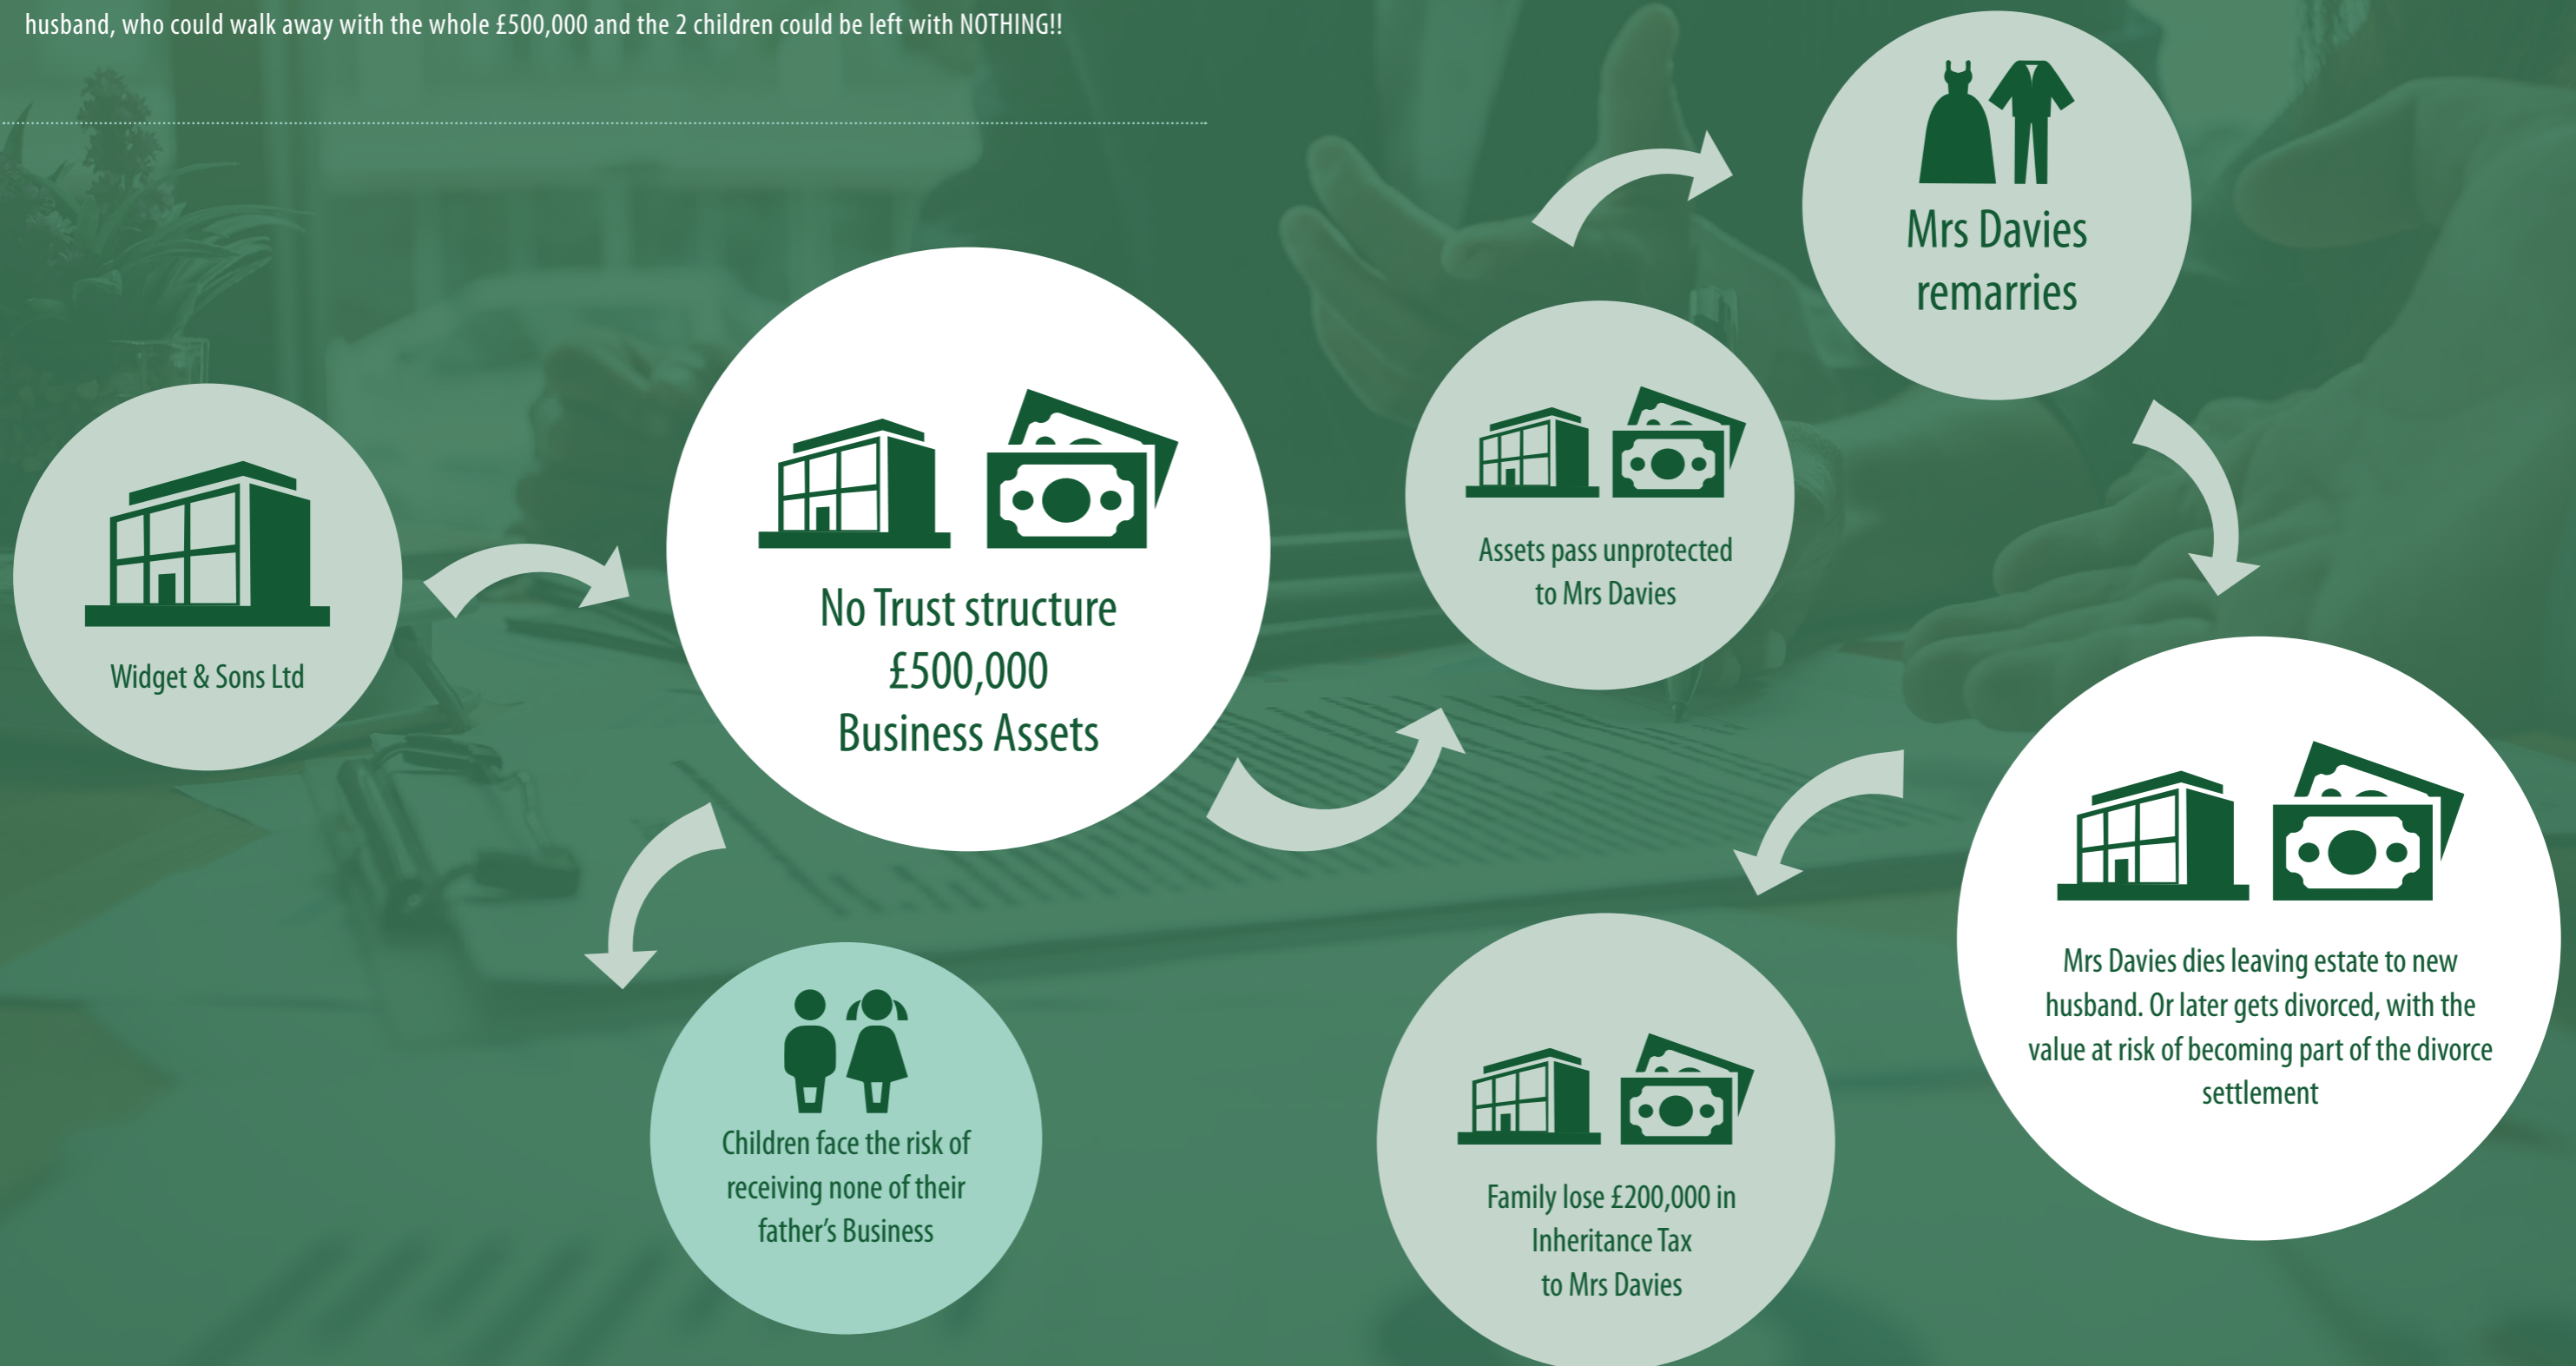 husband, who could walk away with the whole £500,000 and the 2 children could be left with NOTHING!!
Widget & Sons Ltd
No Trust structure
£500,000
Business Assets
Assets pass unprotected
to Mrs Davies
Mrs Davies
remarries
Mrs Davies dies leaving estate to new
husband. Or later gets divorced, with the
value at risk of becoming part of the divorce
settlement
Family lose £200,000 in
Inheritance Tax
to Mrs Davies
Children face the risk of
receiving none of their
father’s Business